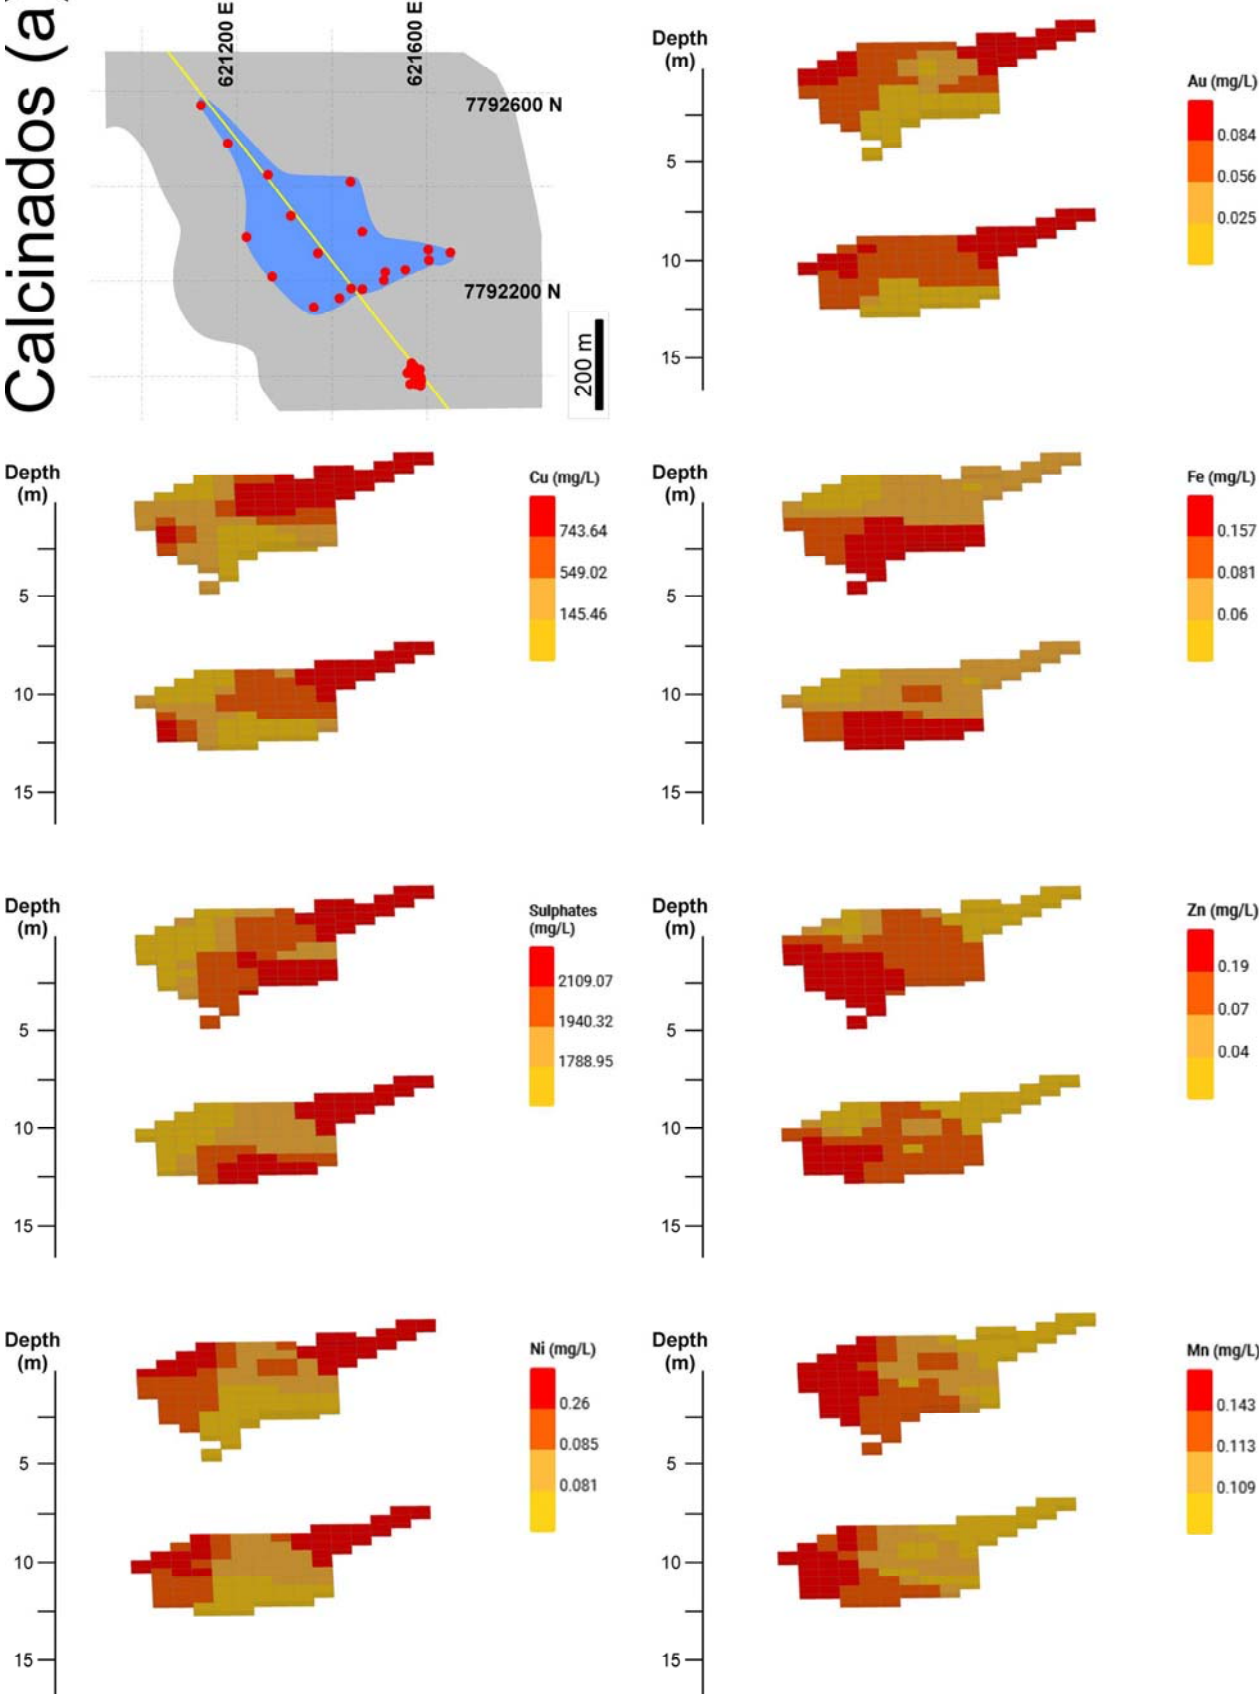 Calcinados (a)
621200 E
621600 E
7792600 N
7792200 N
200 m
Depth
(m)
5
10
15
Au (mg/L)
0.084
0.056
0.025
Depth
(m)
5
10
15
Cu (mg/L)
743.64
549.02
145.46
Depth
(m)
5
10
15
Fe (mg/L)
0.157
0.081
0.06
Depth
(m)
5
10
15
Sulphates
(mg/L)
2109.07
1940.32
1788.95
Depth
(m)
5
10
15
Zn (mg/L)
0.19
0.07
0.04
Depth
(m)
5
10
15
Ni (mg/L)
0.26
0.085
0.081
Depth
(m)
5
10
15
Mn (mg/L)
0.143
0.113
0.109